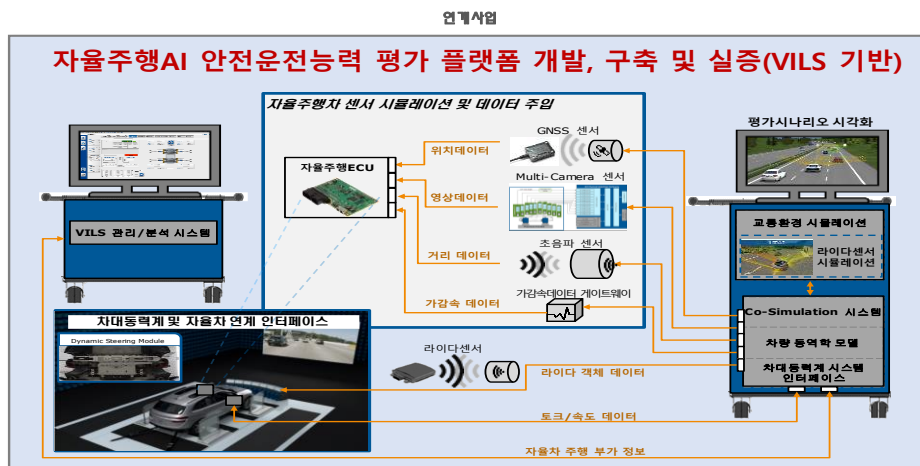 연계사업
자율주행AI 안전운전능력 평가 플랫폼 개발, 구축 및 실증(VILS 기반)
자율주행차 센서 시뮬레이션 및 데이터 주입
평가시나리오 시각화
GNSS 센서
위치데이터
자율주행ECU
Multi-Camera 센서
영상데이터
교통환경 시뮬레이션
VILS 관리/분석 시스템
라이다센서
시뮬레이션
초음파 센서
거리 데이터
가감속데이터 게이트웨이
가감속 데이터
Co-Simulation 시스템
차대동력계 및 자율차 연계 인터페이스
Dynamic Steering Module
차량 동역학 모델
라이다센서
차대동력계 시스템
인터페이스
라이다 객체 데이터
토크/속도 데이터
자율차 주행 부가 정보